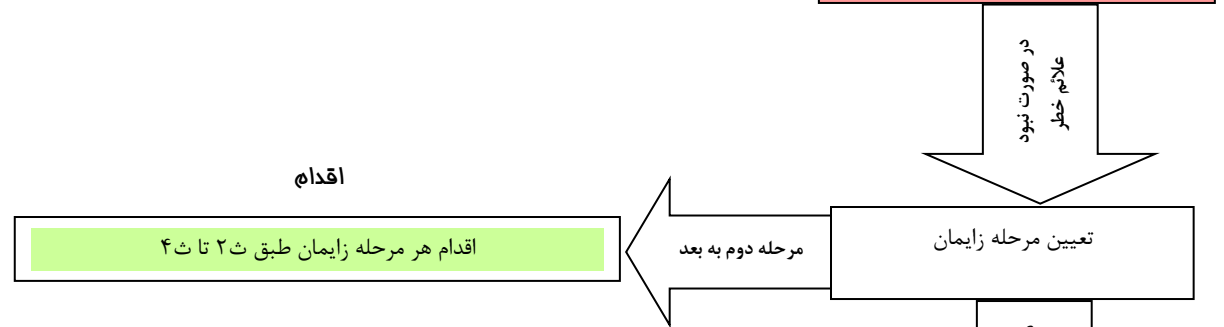 در صورت نبود
علائم خطر
اقدام
تعیین مرحله زایمان
مرحله دوم به بعد
اقدام هر مرحله زایمان طبق ث۲ تا ث۴